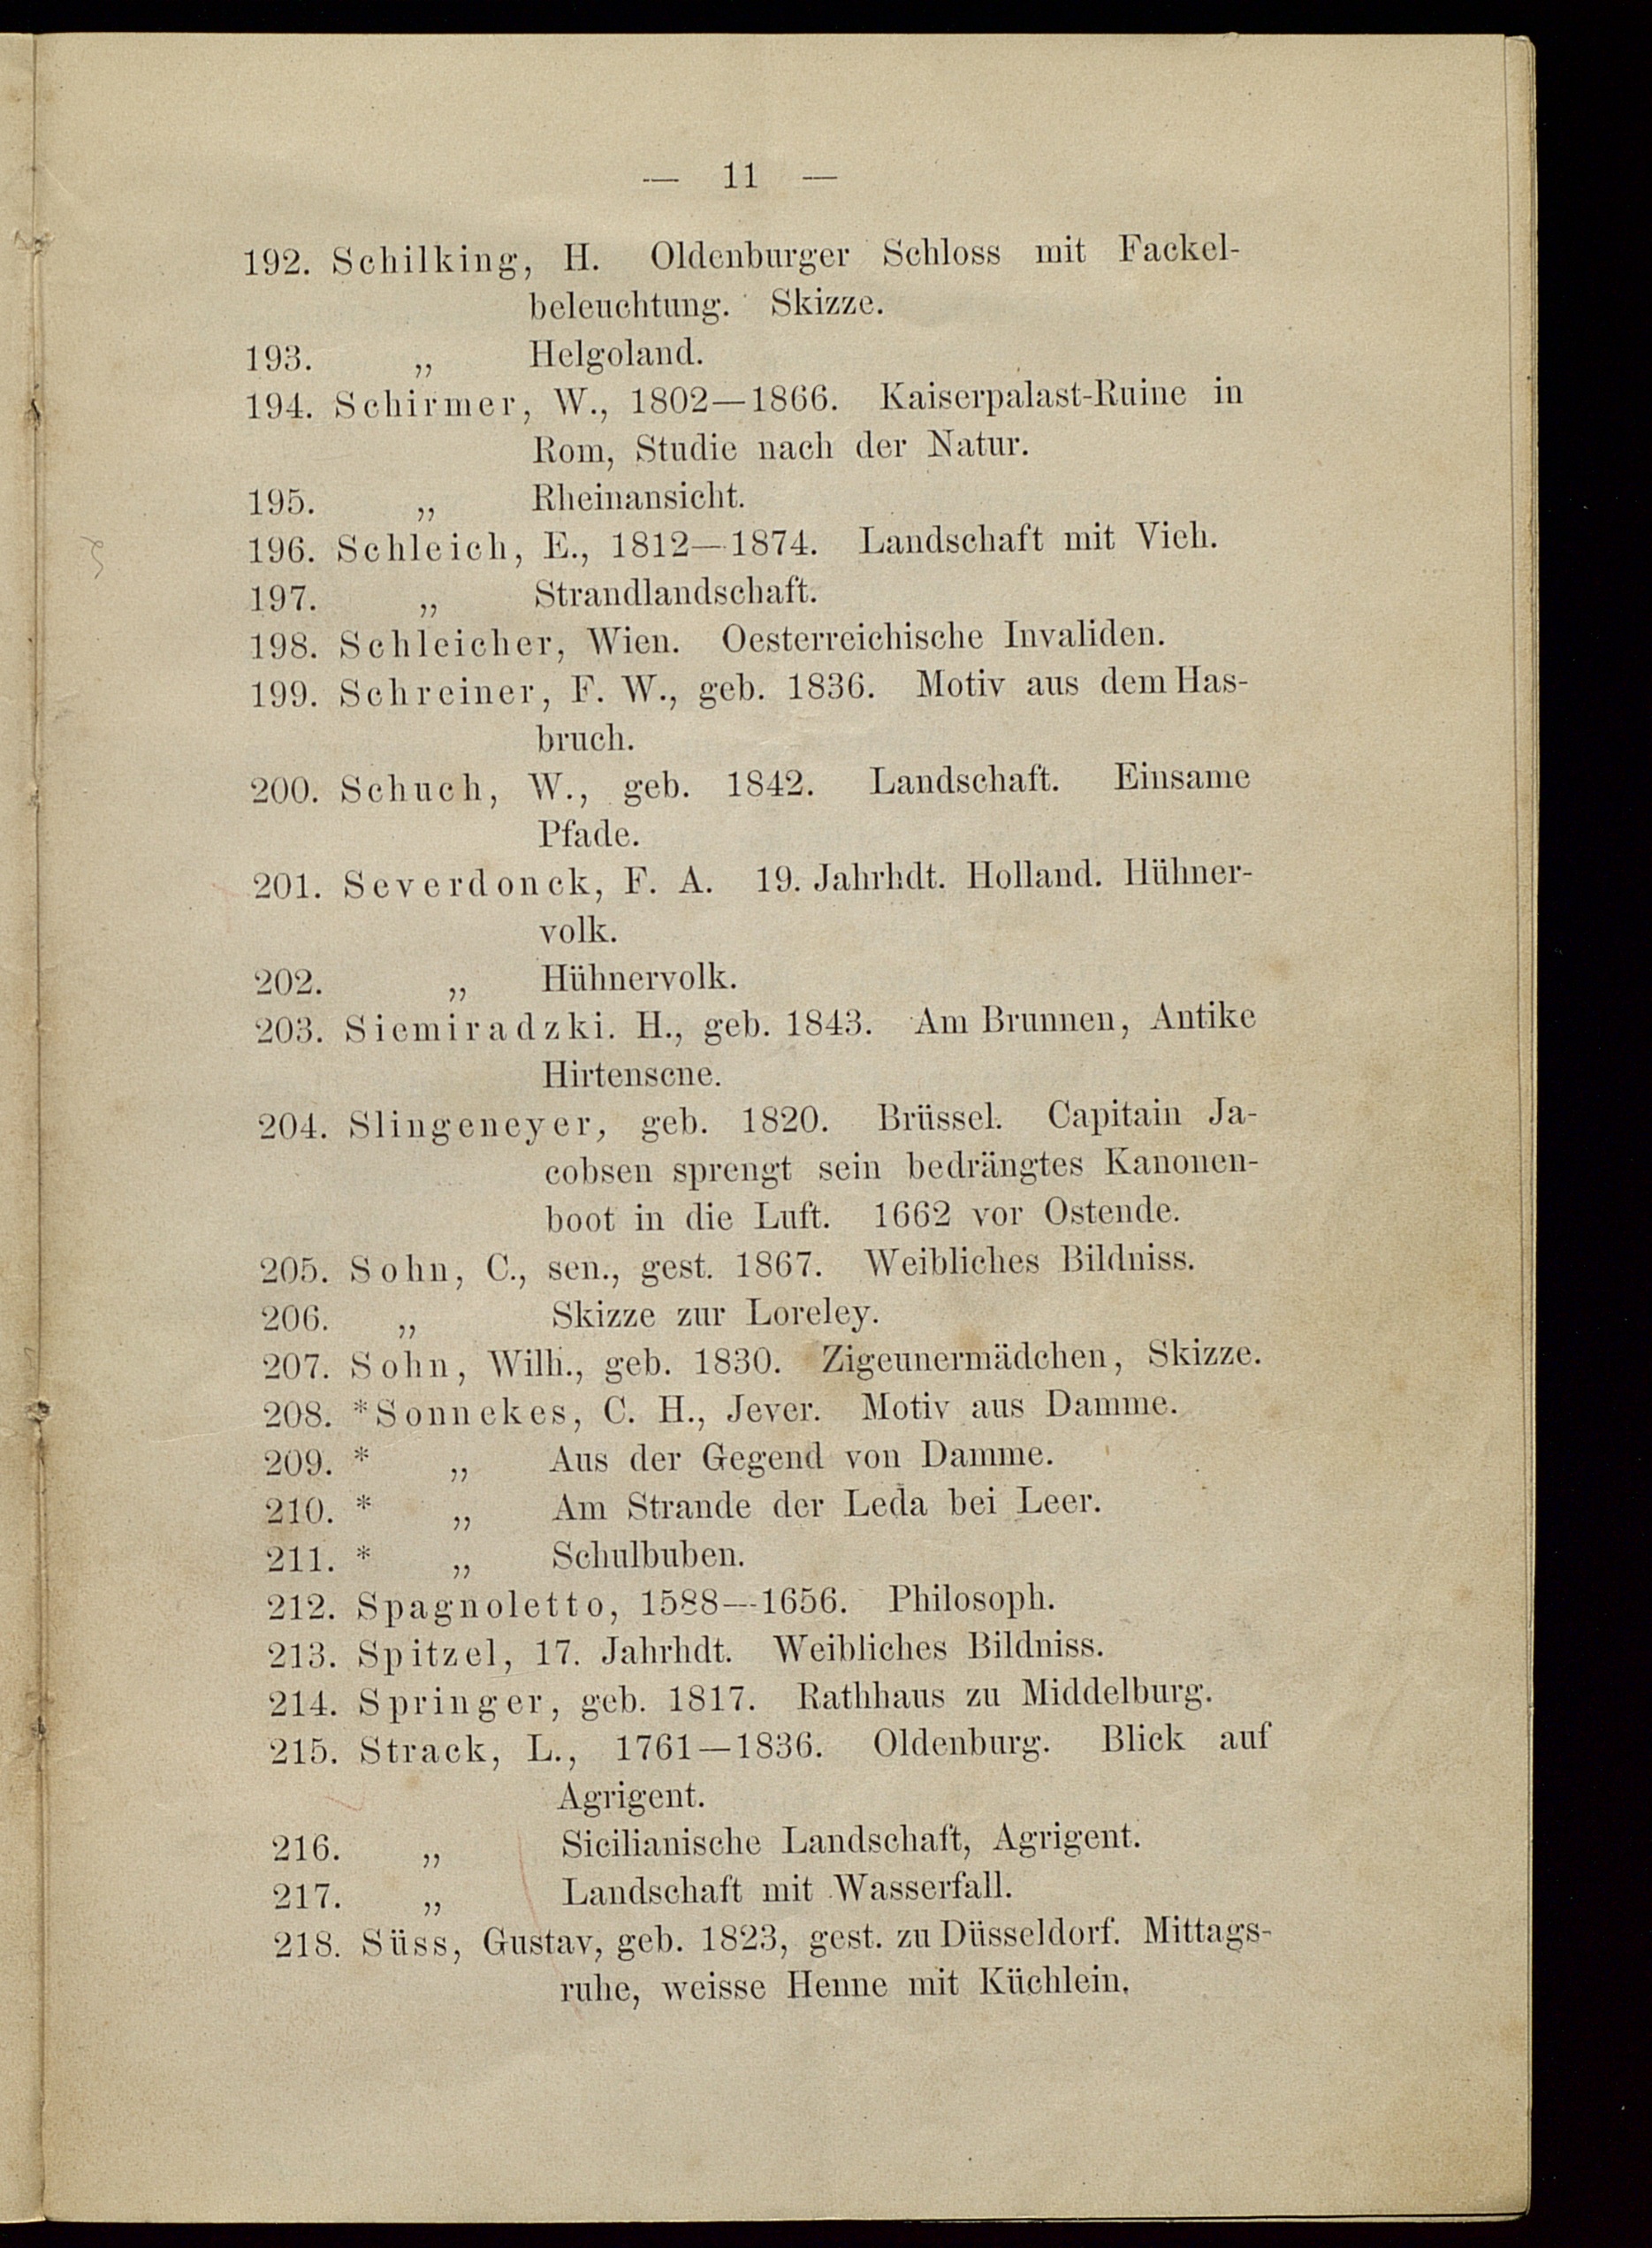 — 11 —
192. Schilking, H. Oldenburger Schloss mit Fackel-
beleuchtung. Skizze.
193. „ Helgoland.
194. Schirmer, W., 1802—1866. Kaiserpalast-Ruine in
Rom, Studie nach der Natur.
195. „ Rheinansicht.
196. Schleich, E., 1812—1874. Landschaft mit Vieh.
197. „ Strandlandschaft.
198. Schleicher, Wien. Oesterreichische Invaliden.
199. Schreiner, F. W., geb. 1836. Motiv aus dem Has-
bruch.
200. Schuch, W., geb. 1842. Landschaft. Einsame
Pfade.
201. Severdonck, F. A. 19. Jahrhdt. Holland. Hühner-
volk.
202. „ Hühnervolk.
203. Siemiradzki. H., geb. 1843. Am Brunnen, Antike
Hirtenscne.
204. Slingeneyer, geb. 1820. Brüssel. Capitain Ja-
cobsen sprengt sein bedrängtes Kanonen-
boot in die Luft. 1662 vor Ostende.
205. Sohn, C., sen., gest. 1867. Weibliches Bildniss.
206. „ Skizze zur Loreley.
207. Sohn, Wilh., geb. 1830. Zigeunermädchen, Skizze.
208. *Sonnekes, C. H., Jever. Motiv aus Damme.
209. * „ Aus der Gegend von Damme.
210. * „ Am Strande der Leda bei Leer.
211. * „ Schulbuben.
212. Spagnoletto, 1588—1656. Philosoph.
213. Spitzel, 17. Jahrhdt. Weibliches Bildniss.
214. Springer, geb. 1817. Rathhaus zu Middelburg.
215. Strack, L., 1761—1836. Oldenburg. Blick auf
Agrigent.
216. „ Sicilianische Landschaft, Agrigent.
217. „ Landschaft mit Wasserfall.
218. Süss, Gustav, geb. 1823, gest. zu Düsseldorf. Mittags-
ruhe, weisse Henne mit Küchlein.